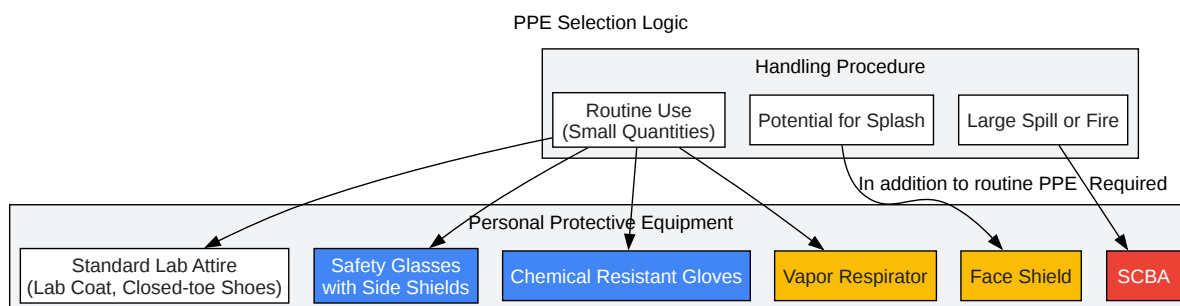 PPE Selection Logic
Handling Procedure
Routine Use
(Small Quantities)
Potential for Splash
Large Spill or Fire
In addition to routine PPE
Required
Personal Protective Equipment
Standard Lab Attire
(Lab Coat, Closed-toe Shoes)
Safety Glasses
with Side Shields
Chemical Resistant Gloves
Vapor Respirator
Face Shield
SCBA